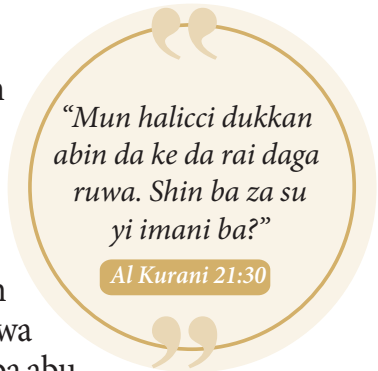 n
“Mun halicci dukkan
abin da ke da rai daga
ruwa. Shin ba za su
yi imani ba?”
Al Kurani 21:30
n
wa